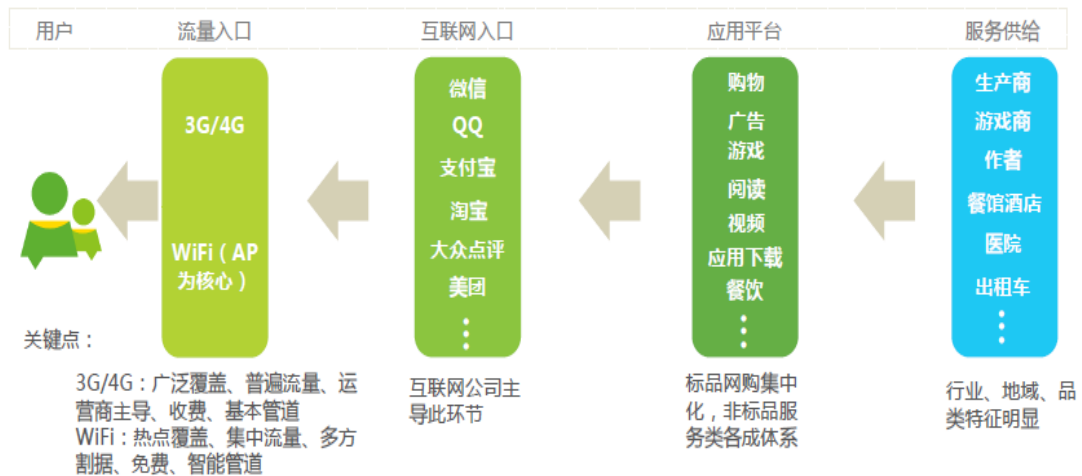 用户
流量入口
互联网入口
应用平台
服务供给
3G/4G
WiFi（AP
为核心）
微信
QQ
支付宝
淘宝
大众点评
美团
购物
广告
游戏
阅读
视频
应用下载
餐饮
生产商
游戏商
作者
餐馆酒店
医院
出租车
关键点：
3G/4G：广泛覆盖、普遍流量、运
营商主导、收费、基本管道
WiFi：热点覆盖、集中流量、多方
割据、免费、智能管道
互联网公司主
导此环节
标品网购集中
化，非标品服
务类各成体系
行业、地域、品
类特征明显